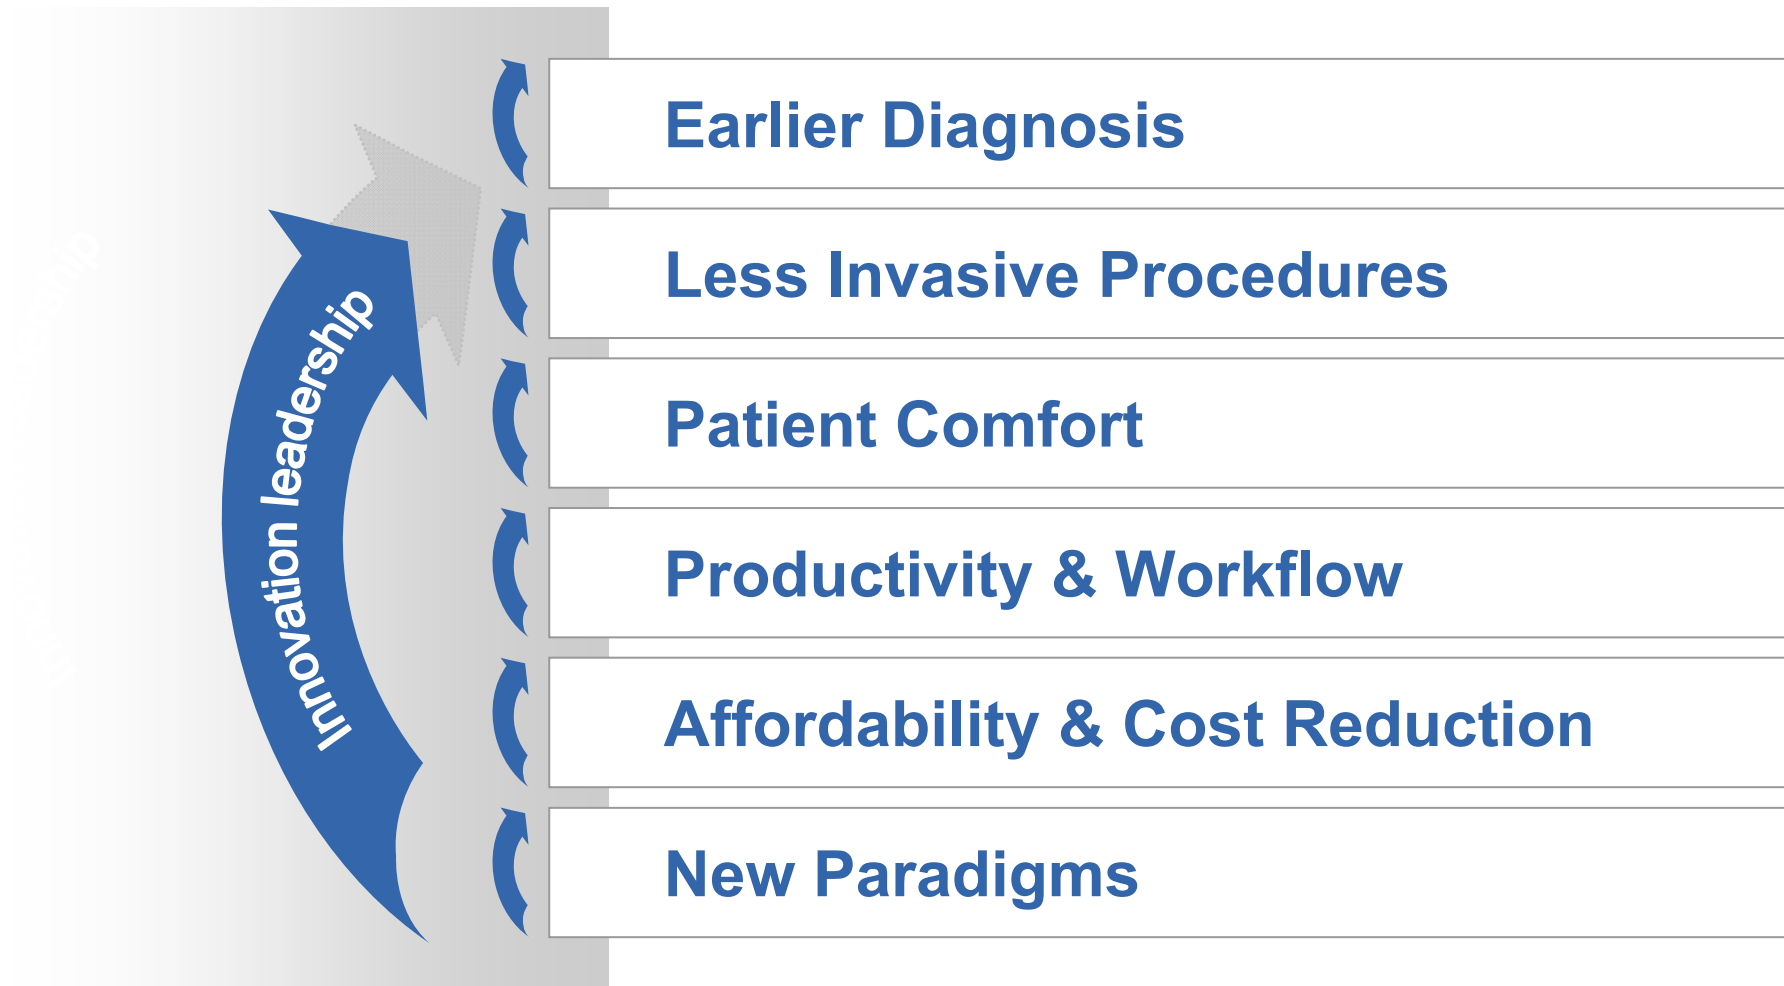 Earlier Diagnosis
Less Invasive Procedures
Patient Comfort
Productivity & Workflow
Affordability & Cost Reduction
New Paradigms
Innovation leadership